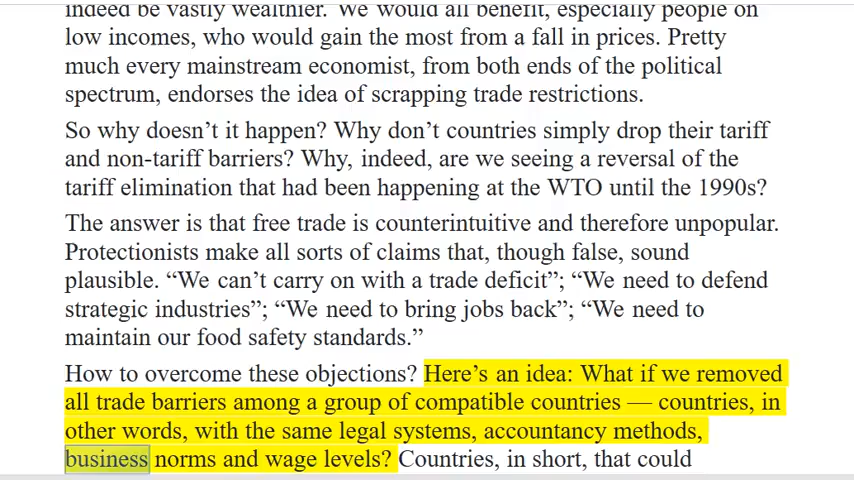 indeed be vastly wealthier. We would all benefit, especially people on
low incomes, who would gain the most from a fall in prices. Pretty
much every mainstream economist, from both ends of the political
spectrum, endorses the idea of scrapping trade restrictions.
So why doesn’t it happen? Why don’t countries simply drop their tariff
and non-tariff barriers? Why, indeed, are we seeing a reversal of the
tariff elimination that had been happening at the WTO until the 1990s?
The answer is that free trade is counterintuitive and therefore unpopular.
Protectionists make all sorts of claims that, though false, sound
plausible. “We can’t carry on with a trade deficit”; “We need to defend
strategic industries”; “We need to bring jobs back”; “We need to
maintain our food safety standards.”
How to overcome these objections? Here’s an idea: What if we removed
all trade barriers among a group of compatible countries — countries, in
other words, with the same legal systems, accountancy methods,
business norms and wage levels? Countries, in short, that could